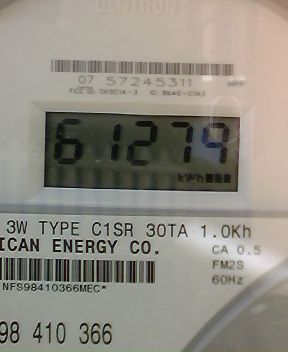 CENTRON
07 57245311
61279
kWh
3W TYPE C1SR 30TA 1.0Kh
ICAN ENERGY CO.
CA 0.5
FM2S
60Hz
NFS98410366MEC*
98 410 366